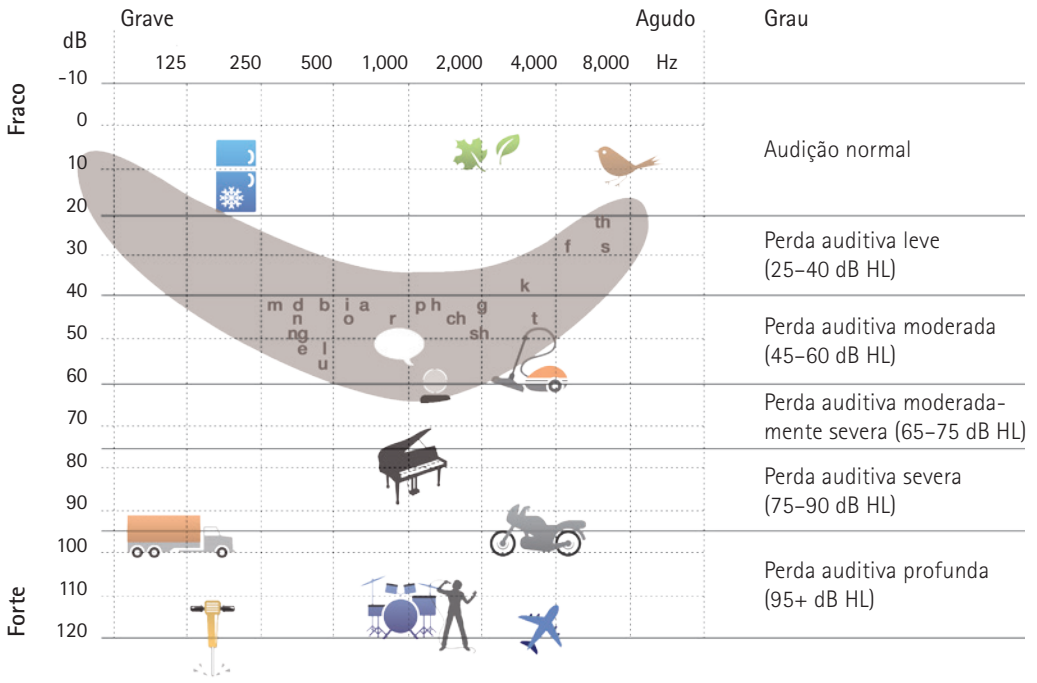 Grave Agudo Grau
dB
125 250 500 1,000 2,000 4,000 8,000 Hz
-10
Fraco
0
Audição normal
10
20
th
Perda auditiva leve
f s
30
(25–40 dB HL)
k
40
m d b i a p h g
n o r ch t
Perda auditiva moderada
ng sh
50
e l
(45–60 dB HL)
u
60
Perda auditiva moderada-
70
mente severa (65–75 dB HL)
80
Perda auditiva severa
90
(75–90 dB HL)
100
Perda auditiva profunda
110
(95+ dB HL)
Forte
120